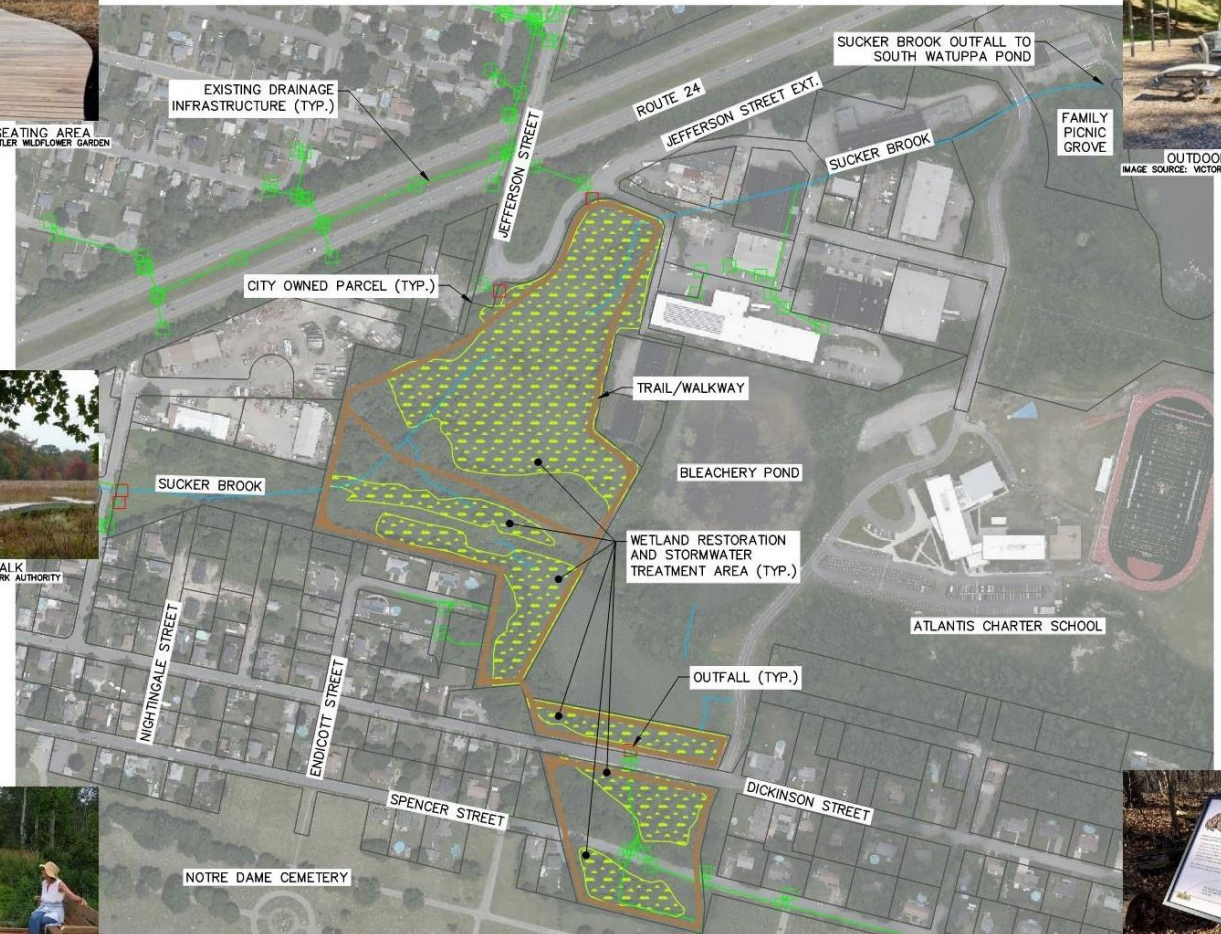 SEATING AREA
TLER WILDFLOWER GARDEN
EXISTING DRAINAGE
INFRASTRUCTURE (TYP.)
JEFFERSON STREET
ROUTE 24
JEFFERSON STREET EXT.
SUCKER BROOK OUTFALL TO
SOUTH WATUPPA POND
SUCKER BROOK
FAMILY
PICNIC
GROVE
OUTDOO
IMAGE SOURCE: VICTOR
CITY OWNED PARCEL (TYP.)
TRAIL/WALKWAY
BLEACHERY POND
SUCKER BROOK
ALK
RK AUTHORITY
WETLAND RESTORATION
AND STORMWATER
TREATMENT AREA (TYP.)
ATLANTIS CHARTER SCHOOL
NIGHTINGALE STREET
ENDICOTT STREET
OUTFALL (TYP.)
SPENCER STREET
DICKINSON STREET
NOTRE DAME CEMETERY